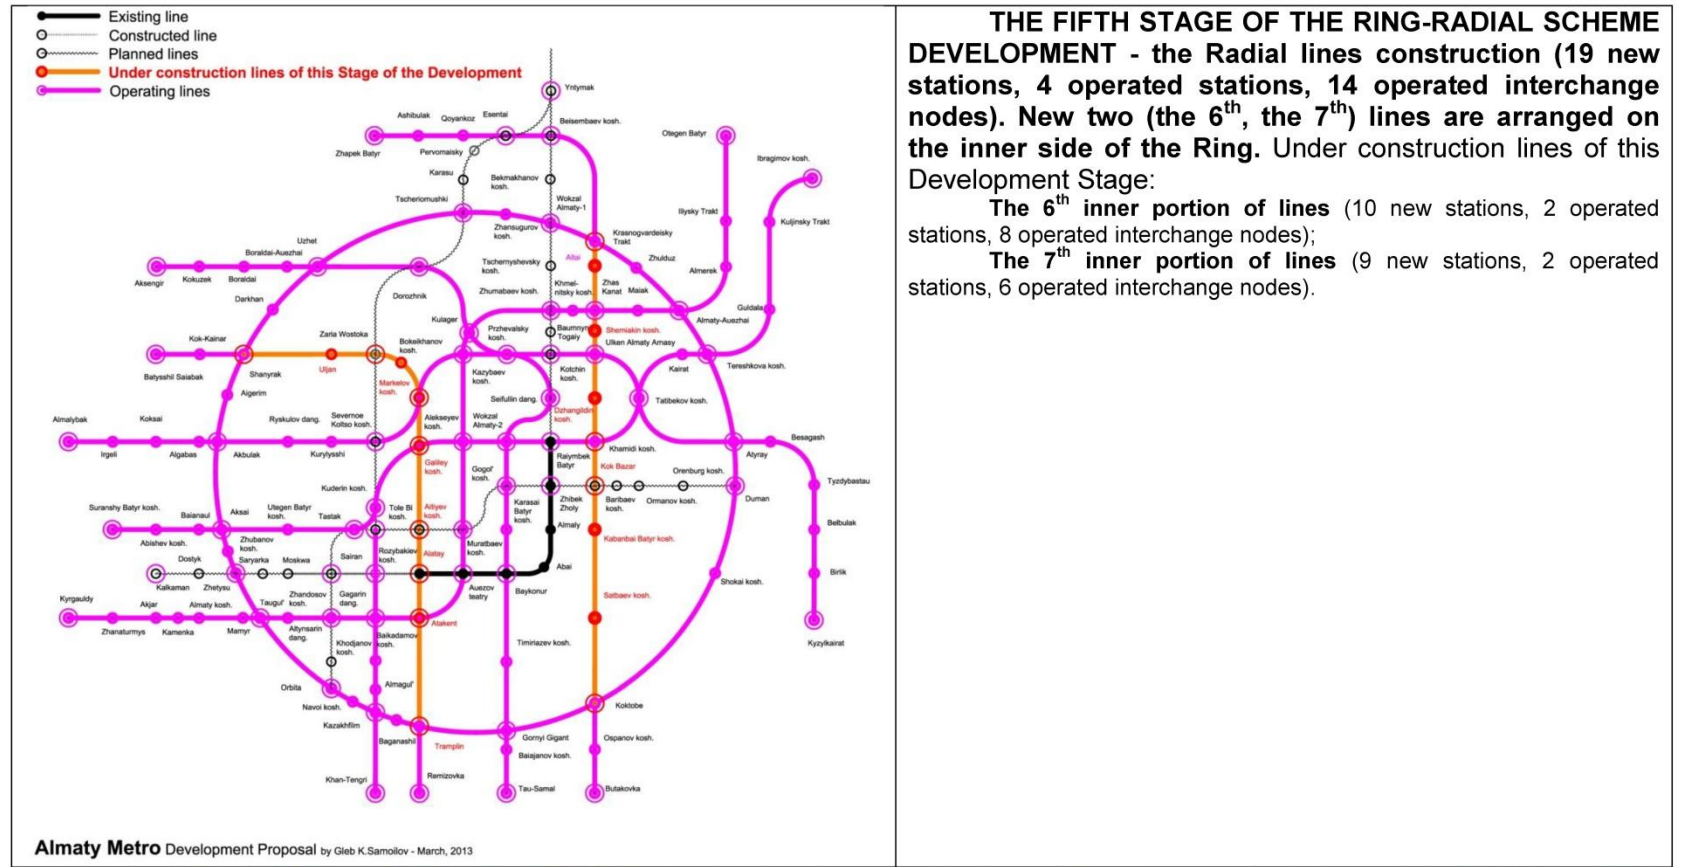 Existing line
Constructed line
Planned lines
Under construction lines of this Stage of the Development
Operating lines
Yntymak
Ashibulak
Qoyankoz
Esentai
Beisembaev kosh.
Zhapek Batyr
Pervomaisky
Otegen Batyr
Ibragimov kosh.
Karasu
Bekmakhanov
kosh.
Tscheriomushki
Wokzal
Almaty-1
Illysky Trakt
Kuljinsky Trakt
Zhansugurov
kosh.
Krasnogvardeisky
Trakt
Uzhet
Boraldai-Auezhai
Altai
Zhulduz
Tschernyshevsky
kosh.
Almerek
Aksengir
Kokuzek
Boraldai
Dorozhnik
Zhumabaev kosh.
Khmel-
nitsky kosh.
Zhas
Kanat
Maiak
Darkhan
Guldala
Almaty-Auezhai
Kulager
Przhevalsky
kosh.
Baumnyn
Togaiy
Shemiakin kosh.
Zaria Wostoka
Kok-Kainar
Bokeikhanov
kosh.
Ulken Almaty Arnasy
Batysshil Saiabak
Shanyrak
Uljan
Markelov
kosh.
Kazybaev
kosh.
Kotchin
kosh.
Kairat
Tereshkova kosh.
Aigerim
Seifullin dang.
Tatibekov kosh.
Dzhangildin
kosh.
Almalybak
Koksai
Ryskulov dang.
Severnoe
Koltso kosh.
Alekseyev
kosh.
Wokzal
Almaty-2
Irgeli
Algabas
Akbulak
Kurylysshi
Khamidi kosh.
Atyray
Besagash
Raiymbek
Batyr
Galiley
kosh.
Gogol'
kosh.
Kok Bazar
Orenburg kosh.
Tyzdybastau
Kuderin kosh.
Suranshy Batyr kosh.
Baianaul
Aksai
Utegen Batyr
kosh.
Tastak
Tole Bi
kosh.
Aitiyev
kosh.
Karasai
Batyr
kosh.
Zhibek
Zholy
Baribaev
kosh.
Ormanov kosh.
Duman
Almaly
Belbulak
Abishev kosh.
Zhubanov
kosh.
Kabanbai Batyr kosh.
Dostyk
Saryarka
Moskwa
Sairan
Rozybakiev
kosh.
Alatay
Muratbaev
kosh.
Abai
Birlik
Kalkaman
Zhetysu
Shokai kosh.
Zhandosov
kosh.
Gagarin
dang.
Auezov
teatry
Baykonur
Satbaev kosh.
Kyrgauldy
Akjar
Almaty kosh.
Taugul'
Zhanaturmys
Kamenka
Mamyr
Altynsarin
dang.
Khodjanov
kosh.
Baikadamov
kosh.
Atakent
Timiriazev kosh.
Kyzylkairat
Orbita
Almagul'
Navoi kosh.
Koktobe
Kazakhfilm
Baganashil
Tramplin
Gornyi Gigant
Ospanov kosh.
Baiajanov kosh.
Khan-Tengri
Remizovka
Tau-Samal
Butakovka
Almaty Metro Development Proposal by Gleb K.Samoilov - March, 2013
THE FIFTH STAGE OF THE RING-RADIAL SCHEME
DEVELOPMENT - the Radial lines construction (19 new
stations, 4 operated stations, 14 operated interchange
nodes). New two (the 6th, the 7th) lines are arranged on
the inner side of the Ring. Under construction lines of this
Development Stage:
The 6th inner portion of lines (10 new stations, 2 operated
stations, 8 operated interchange nodes);
The 7th inner portion of lines (9 new stations, 2 operated
stations, 6 operated interchange nodes).